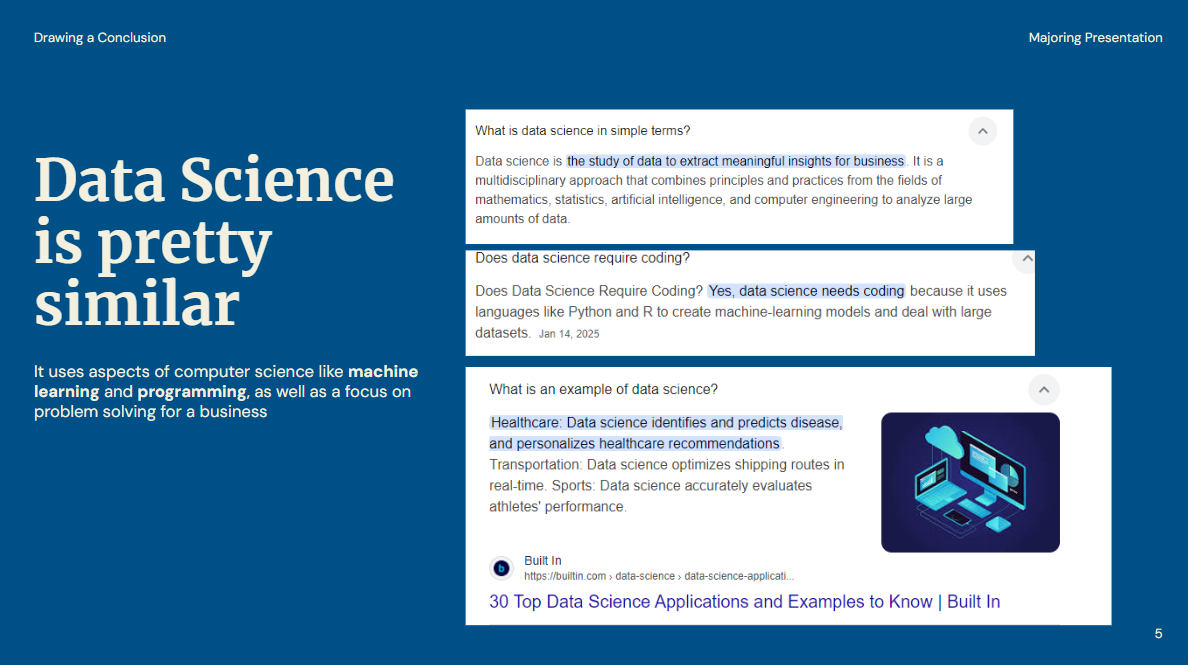 Drawing a Conclusion
Majoring Presentation
Data Science
is pretty
similar
It uses aspects of computer science like machine
learning and programming, as well as a focus on
problem solving for a business
What is data science in simple terms?
Data science is the study of data to extract meaningful insights for business. It is a
multidisciplinary approach that combines principles and practices from the fields of
mathematics, statistics, artificial intelligence, and computer engineering to analyze large
amounts of data.
Does data science require coding?
Does Data Science Require Coding? Yes, data science needs coding because it uses
languages like Python and R to create machine-learning models and deal with large
datasets. Jan 14, 2025
What is an example of data science?
Healthcare: Data science identifies and predicts disease,
and personalizes healthcare recommendations.
Transportation: Data science optimizes shipping routes in
real-time. Sports: Data science accurately evaluates
athletes' performance.
b
Built In
https://builtin.com › data-science › data-science-applicati...
30 Top Data Science Applications and Examples to Know | Built In
5